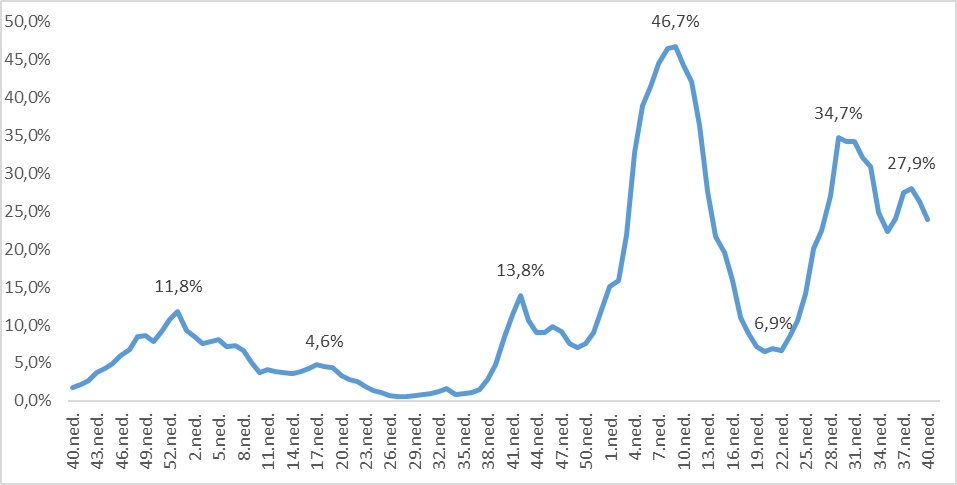 50,0%
45,0%
40,0%
35,0%
30,0%
25,0%
20,0%
15,0%
10,0%
5,0%
0,0%
11,8%
4,6%
13,8%
46,7%
6,9%
34,7%
27,9%
40.ned.
43.ned.
46.ned.
49.ned.
52.ned.
2.ned.
5.ned.
8.ned.
11.ned.
14.ned.
17.ned.
20.ned.
23.ned.
26.ned.
29.ned.
32.ned.
35.ned.
38.ned.
41.ned.
44.ned.
47.ned.
50.ned.
1.ned.
4.ned.
7.ned.
10.ned.
13.ned.
16.ned.
19.ned.
22.ned.
25.ned.
28.ned.
31.ned.
34.ned.
37.ned.
40.ned.